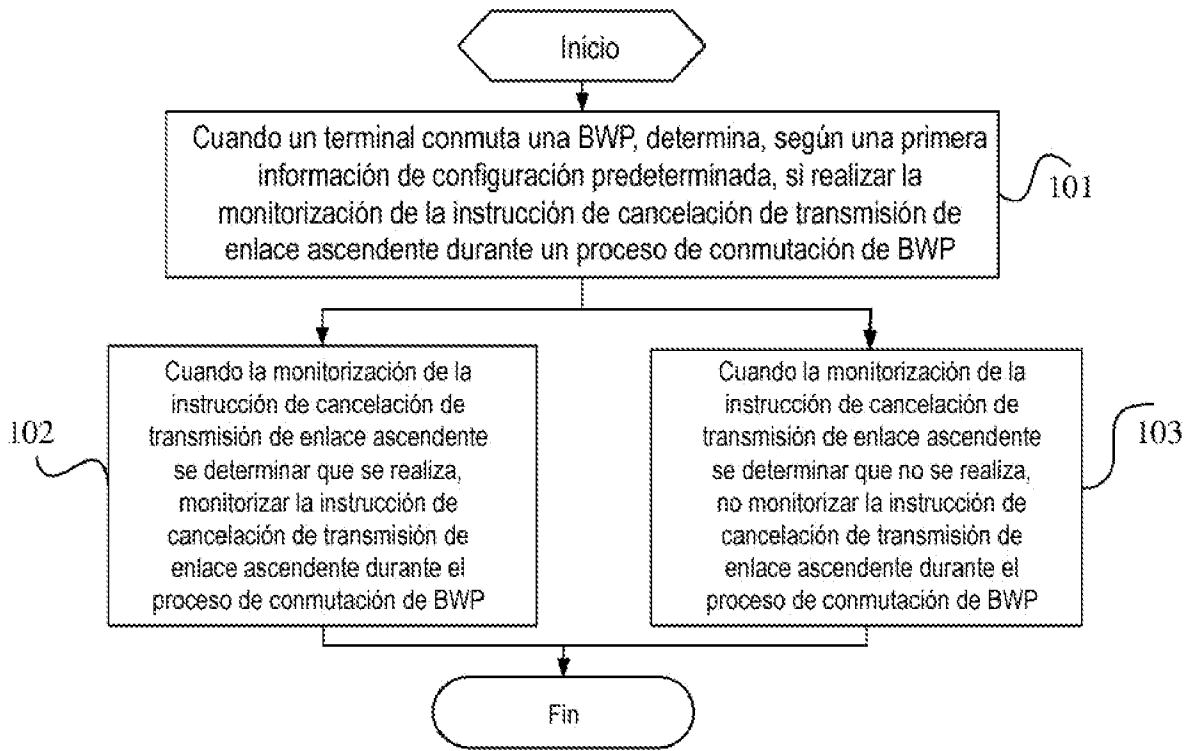 Início
Cuando un terminal conmuta una BWP, determina, según una primera
información de configuración predeterminada, si realizar la
monitorización de la instrucción de cancelación de transmisión de
enlace ascendente durante un proceso de conmutación de BWP
101
Cuando la monitorización de la
instrucción de cancelación de
transmisión de enlace ascendente
se determinar que se realiza,
monitorizar la instrucción de
cancelación de transmisión de
enlace ascendente durante el
proceso de conmutación de BWP
102
Cuando la monitorización de la
instrucción de cancelación de
transmisión de enlace ascendente
se determinar que no se realiza,
no monitorizar la instrucción de
cancelación de transmisión de
enlace ascendente durante el
proceso de conmutación de BWP
103
Fin